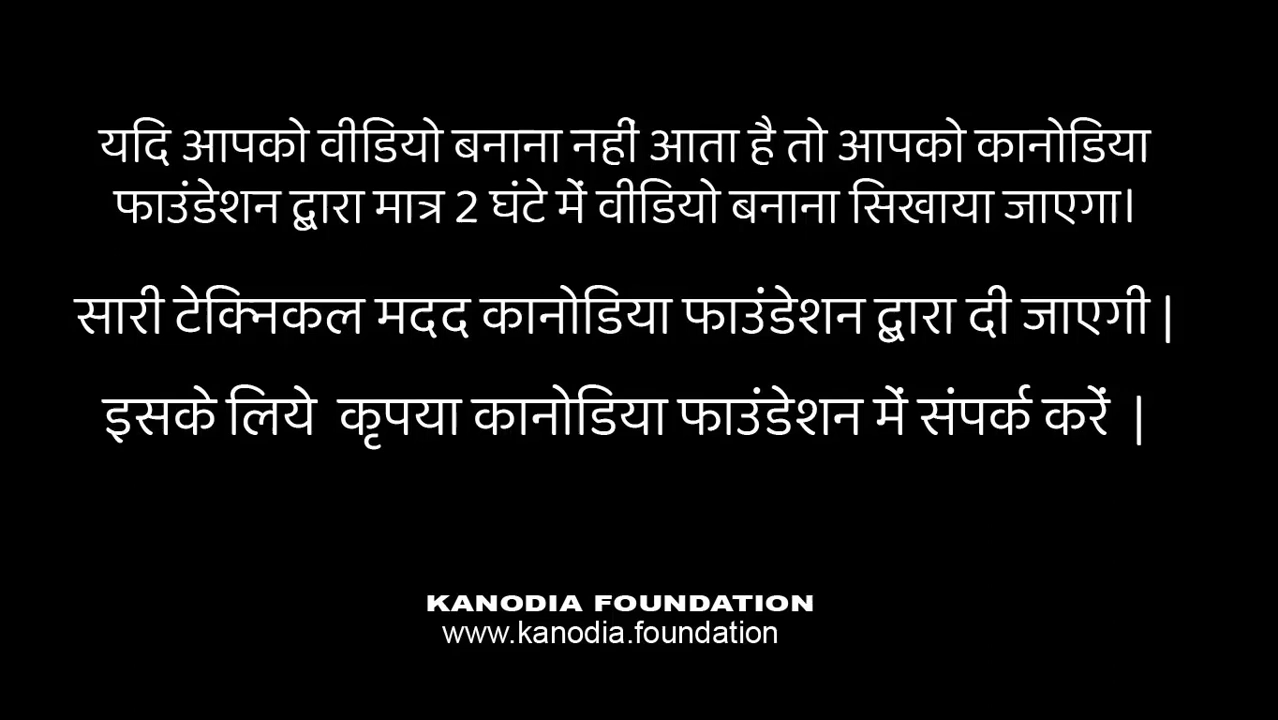 यदि आपको वीडियो बनाना नहीं आता है तो आपको कानोडिया
फाउंडेशन द्वारा मात्र 2 घंटे में वीडियो बनाना सिखाया जाएगा।
सारी टेक्निकल मदद कानोडिया फाउंडेशन द्वारा दी जाएगी |
इसके लिये कृपया कानोडिया फाउंडेशन में संपर्क करें |
KANODIA FOUNDATION
www.kanodia.foundation